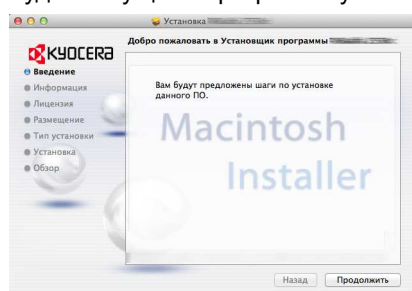 Установка
Добро пожаловать в Установщик программы
KYOCERA
Введение
Информация
Лицензия
Размещение
Тип установки
Установка
Обзор
Вам будут предложены шаги по установке
данного ПО.
Macintosh
Installer
Назад
Продолжить